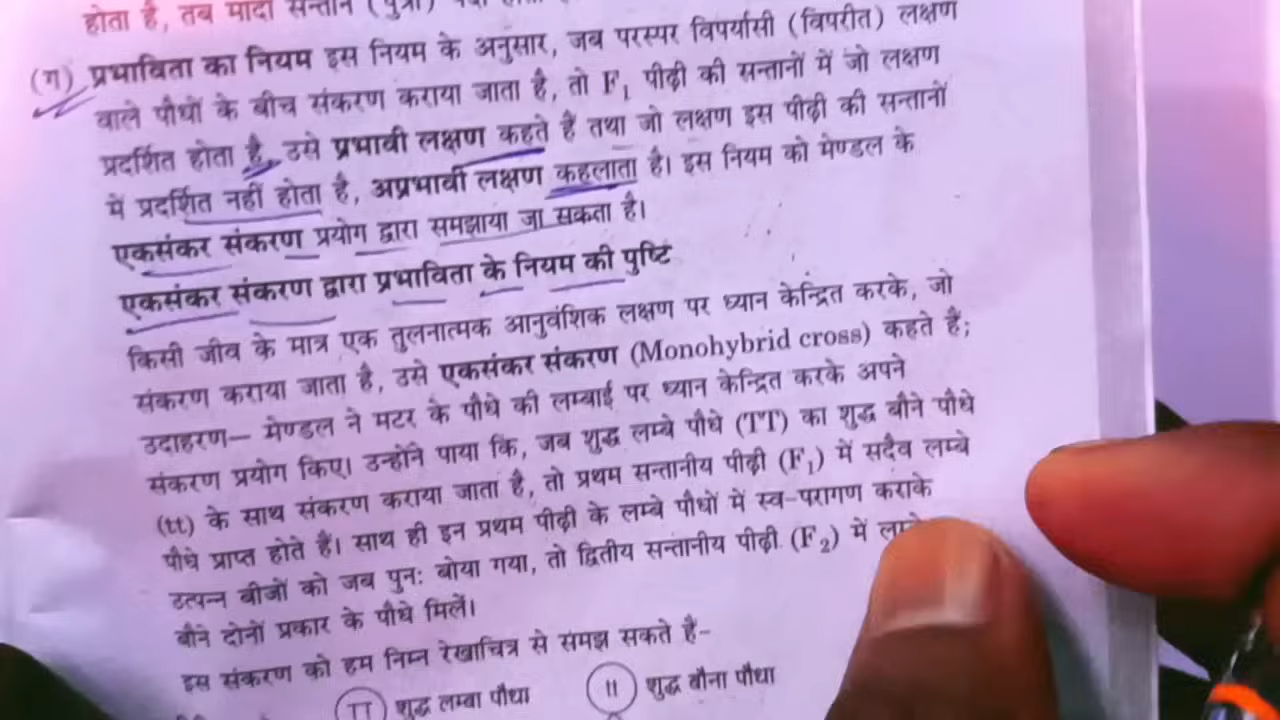 होता है, तब मादा सन्तान (पुत्री)
(ग) प्रभाविता का नियम इस नियम के अनुसार, जब परस्पर विपर्यासी (विपरीत) लक्षण
वाले पौधों के बीच संकरण कराया जाता है, तो F₁ पीढ़ी की सन्तानों में जो लक्षण
प्रदर्शित होता है, उसे प्रभावी लक्षण कहते हैं तथा जो लक्षण इस पीढ़ी की सन्तानों
में प्रदर्शित नहीं होता है, अप्रभावी लक्षण कहलाता है। इस नियम को मेण्डल के
एकसंकर संकरण प्रयोग द्वारा समझाया जा सकता है।
एकसंकर संकरण द्वारा प्रभाविता के नियम की पुष्टि
किसी जीव के मात्र एक तुलनात्मक आनुवंशिक लक्षण पर ध्यान केन्द्रित करके, जो
संकरण कराया जाता है, उसे एकसंकर संकरण (Monohybrid cross) कहते हैं;
उदाहरण– मेण्डल ने मटर के पौधे की लम्बाई पर ध्यान केन्द्रित करके अपने
संकरण प्रयोग किए। उन्होंने पाया कि, जब शुद्ध लम्बे पौधे (TT) का शुद्ध बौने पौधे
(tt) के साथ संकरण कराया जाता है, तो प्रथम सन्तानीय पीढ़ी (F₁) में सदैव लम्बे
पौधे प्राप्त होते हैं। साथ ही इन प्रथम पीढ़ी के लम्बे पौधों में स्व-परागण कराके
उत्पन्न बीजों को जब पुन: बोया गया, तो द्वितीय सन्तानीय पीढ़ी (F₂) में
बौने दोनों प्रकार के पौधे मिलें।
इस संकरण को हम निम्न रेखाचित्र से समझ सकते हैं–
TT शुद्ध लम्बा पौधा tt शुद्ध बौना पौधा